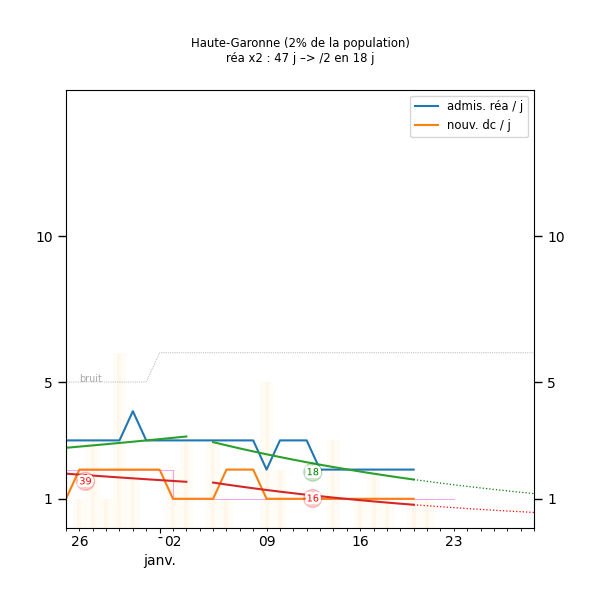 Haute-Garonne (2% de la population)
réa x2 : 47 j –> /2 en 18 j
admis. réa / j
nouv. dc / j
10 10
bruit
5 5
39
18
16
1 1
26 02 09 16 23
janv.